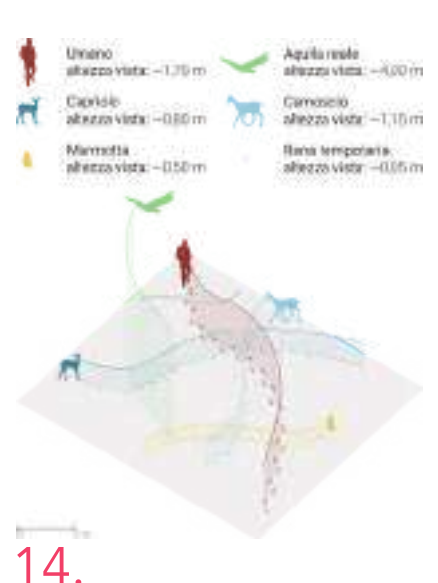 Umano
altezza vista: ~1,70 m
Aquila reale
altezza vista: ~4,00 m
Capriolo
altezza vista: ~0,80 m
Camoscio
altezza vista: ~1,10 m
Marmotta
altezza vista: ~0,50 m
Rana temporaria
altezza vista: ~0,05 m
14.